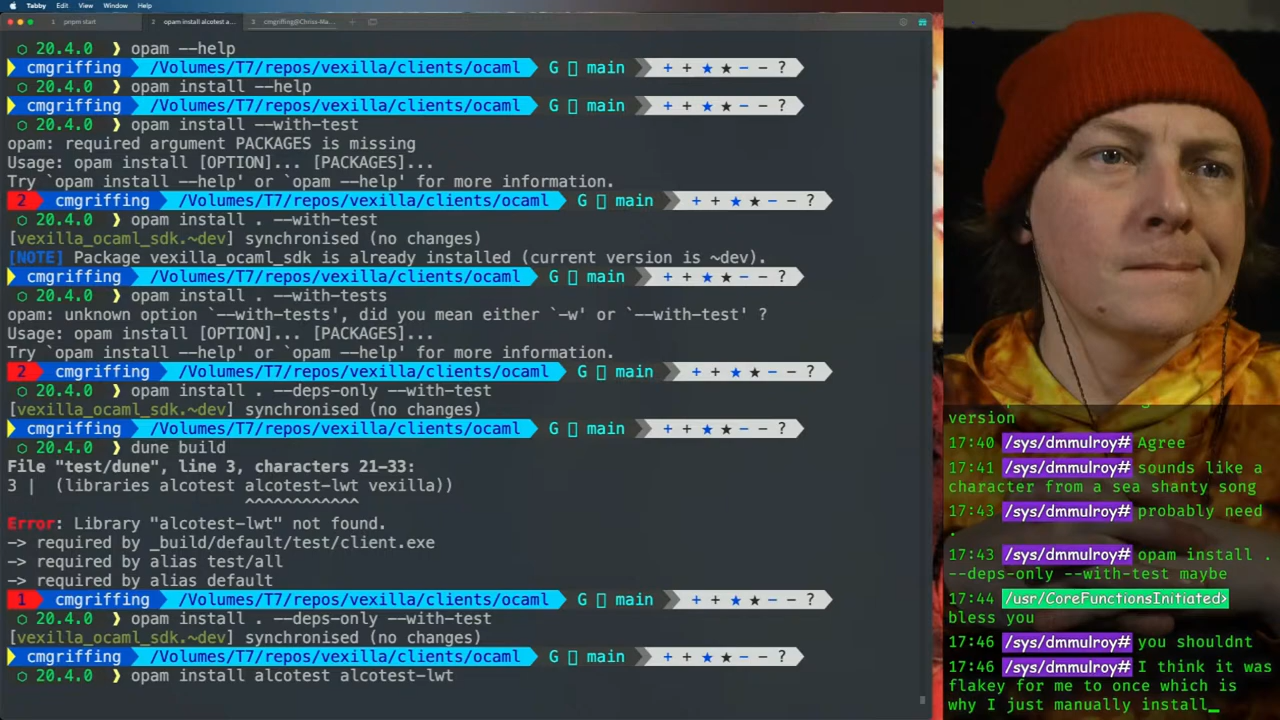 Tabby Edit View Window Help
1 pnpm start
2 opam install alcotest a...
3 cmgriffing@Chriss-Ma...
20.4.0 ❯ opam --help
cmgriffing /Volumes/T7/repos/vexilla/clients/ocaml G main + + ★ ★ − − ?
20.4.0 ❯ opam install --help
cmgriffing /Volumes/T7/repos/vexilla/clients/ocaml G main + + ★ ★ − − ?
20.4.0 ❯ opam install --with-test
opam: required argument PACKAGES is missing
Usage: opam install [OPTION]... [PACKAGES]...
Try `opam install --help' or `opam --help' for more information.
2 cmgriffing /Volumes/T7/repos/vexilla/clients/ocaml G main + + ★ ★ − − ?
20.4.0 ❯ opam install . --with-test
[vexilla_ocaml_sdk.~dev] synchronised (no changes)
[NOTE] Package vexilla_ocaml_sdk is already installed (current version is ~dev).
cmgriffing /Volumes/T7/repos/vexilla/clients/ocaml G main + + ★ ★ − − ?
20.4.0 ❯ opam install . --with-tests
opam: unknown option `--with-tests', did you mean either `-w' or `--with-test' ?
Usage: opam install [OPTION]... [PACKAGES]...
Try `opam install --help' or `opam --help' for more information.
2 cmgriffing /Volumes/T7/repos/vexilla/clients/ocaml G main + + ★ ★ − − ?
20.4.0 ❯ opam install . --deps-only --with-test
[vexilla_ocaml_sdk.~dev] synchronised (no changes)
cmgriffing /Volumes/T7/repos/vexilla/clients/ocaml G main + + ★ ★ − − ?
20.4.0 ❯ dune build
File "test/dune", line 3, characters 21-33:
3 | (libraries alcotest alcotest-lwt vexilla))
^^^^^^^^^^^^
Error: Library "alcotest-lwt" not found.
-> required by _build/default/test/client.exe
-> required by alias test/all
-> required by alias default
1 cmgriffing /Volumes/T7/repos/vexilla/clients/ocaml G main + + ★ ★ − − ?
20.4.0 ❯ opam install . --deps-only --with-test
[vexilla_ocaml_sdk.~dev] synchronised (no changes)
cmgriffing /Volumes/T7/repos/vexilla/clients/ocaml G main + + ★ ★ − − ?
20.4.0 ❯ opam install alcotest alcotest-lwt
version
17:40 /sys/dmmulroy# Agree
17:41 /sys/dmmulroy# sounds like a
character from a sea shanty song
17:43 /sys/dmmulroy# probably need
.
17:43 /sys/dmmulroy# opam install .
--deps-only --with-test maybe
17:44 /usr/CoreFunctionsInitiated>
bless you
17:46 /sys/dmmulroy# you shouldnt
17:46 /sys/dmmulroy# I think it was
flakey for me to once which is
why I just manually install_